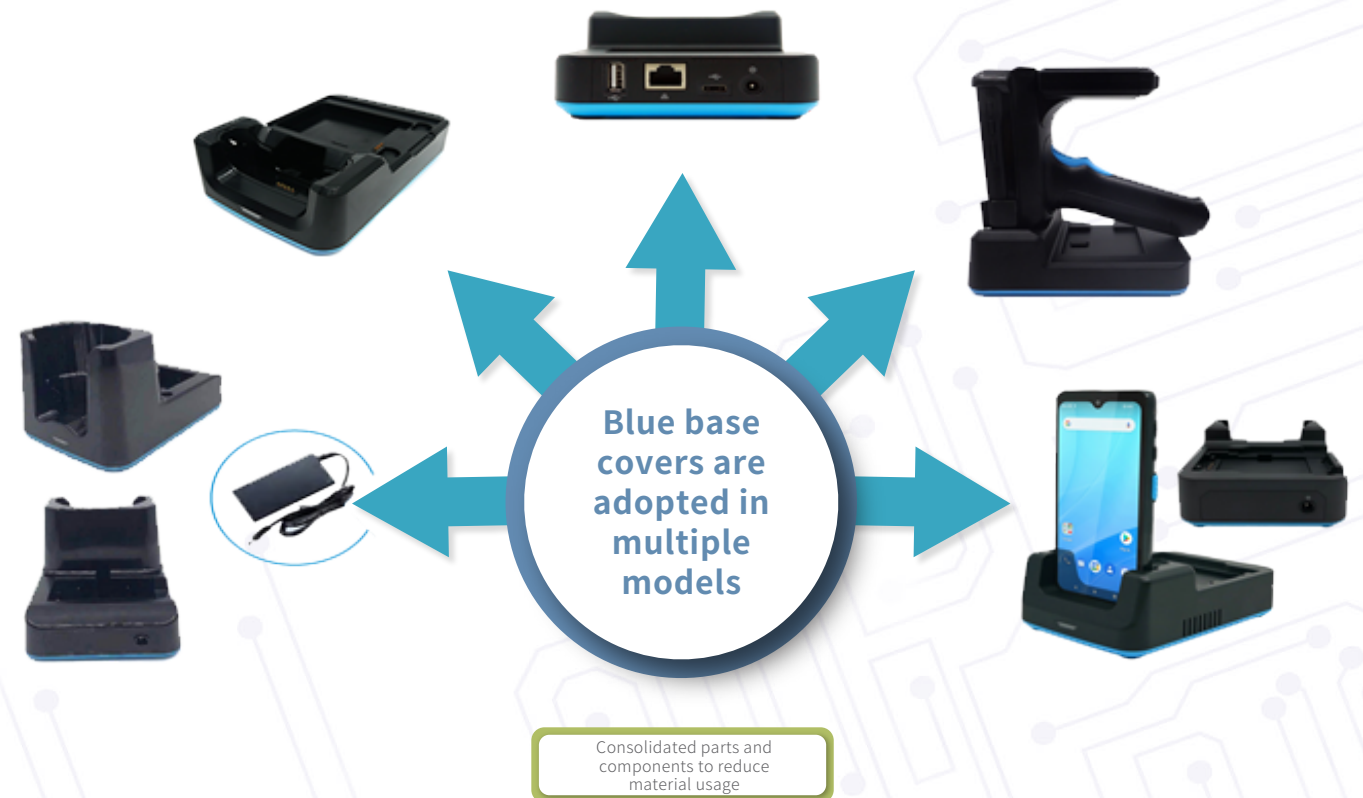 Blue base
covers are
adopted in
multiple
models
Consolidated parts and
components to reduce
material usage